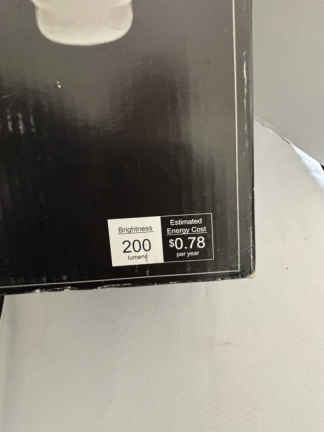 Brightness
200
lumens
Estimated
Energy Cost
$0.78
per year